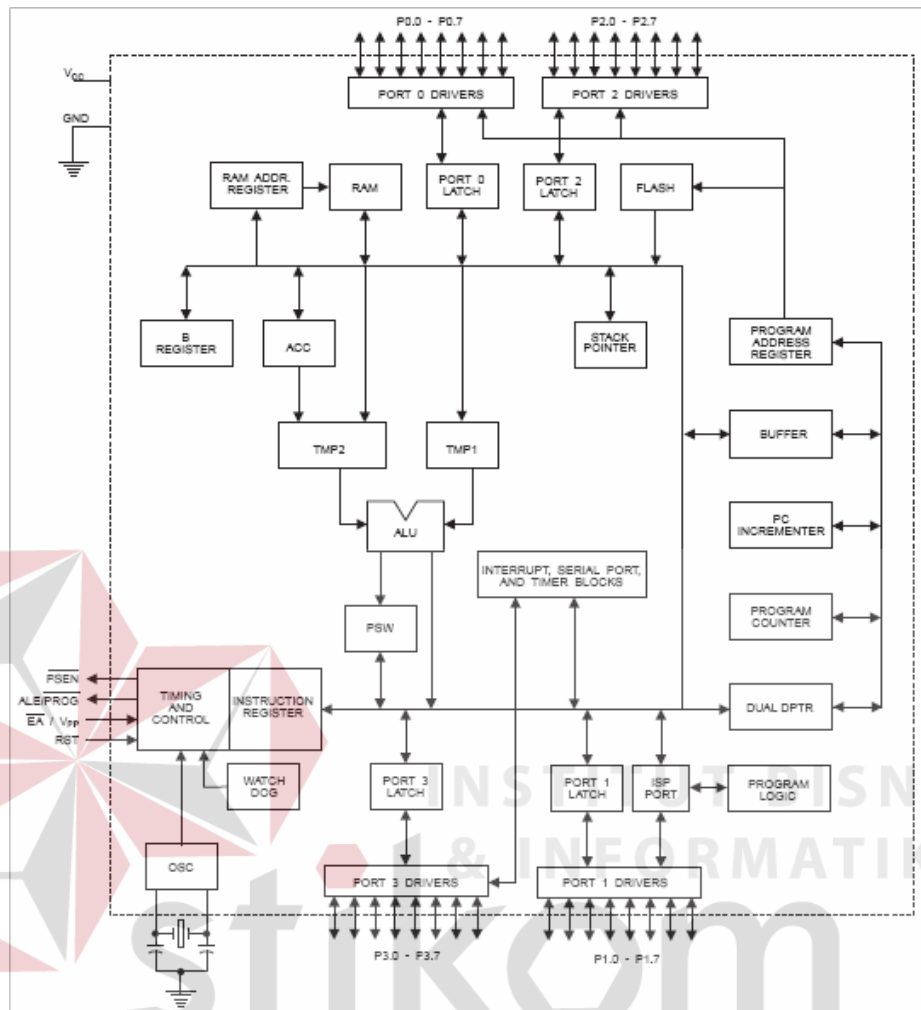 P0.0 - P0.7
P2.0 - P2.7
VCC
GND
PORT 0 DRIVERS
PORT 2 DRIVERS
RAM ADDR.
REGISTER
RAM
PORT 0
LATCH
PORT 2
LATCH
FLASH
B
REGISTER
ACC
STACK
POINTER
PROGRAM
ADDRESS
REGISTER
BUFFER
TMP2
TMP1
ALU
PC
INCREMENTER
INTERRUPT, SERIAL PORT,
AND TIMER BLOCKS
PSW
PROGRAM
COUNTER
PSEN
ALE/PROG
EA / VPP
RST
TIMING
AND
CONTROL
INSTRUCTION
REGISTER
DUAL DPTR
WATCH
DOG
PORT 3
LATCH
PORT 1
LATCH
ISP
PORT
PROGRAM
LOGIC
OSC
PORT 3 DRIVERS
PORT 1 DRIVERS
P3.0 - P3.7
P1.0 - P1.7
INSTITUT BISN
& INFORMATI
stikom